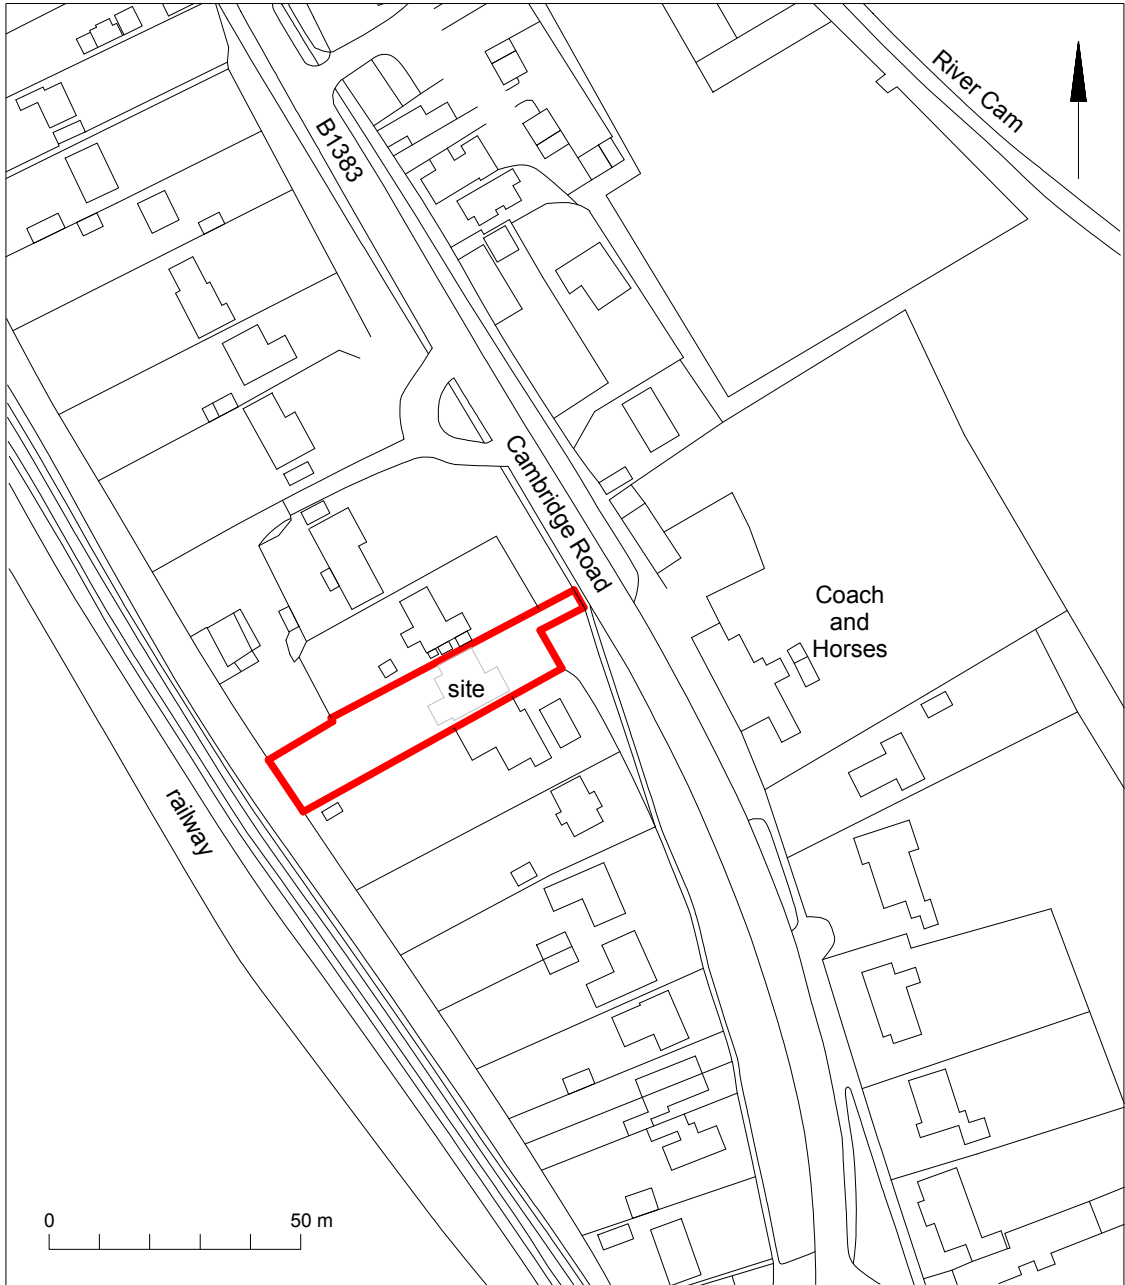 River Cam
B1383
Cambridge Road
Coach
and
Horses
site
railway
0 50 m